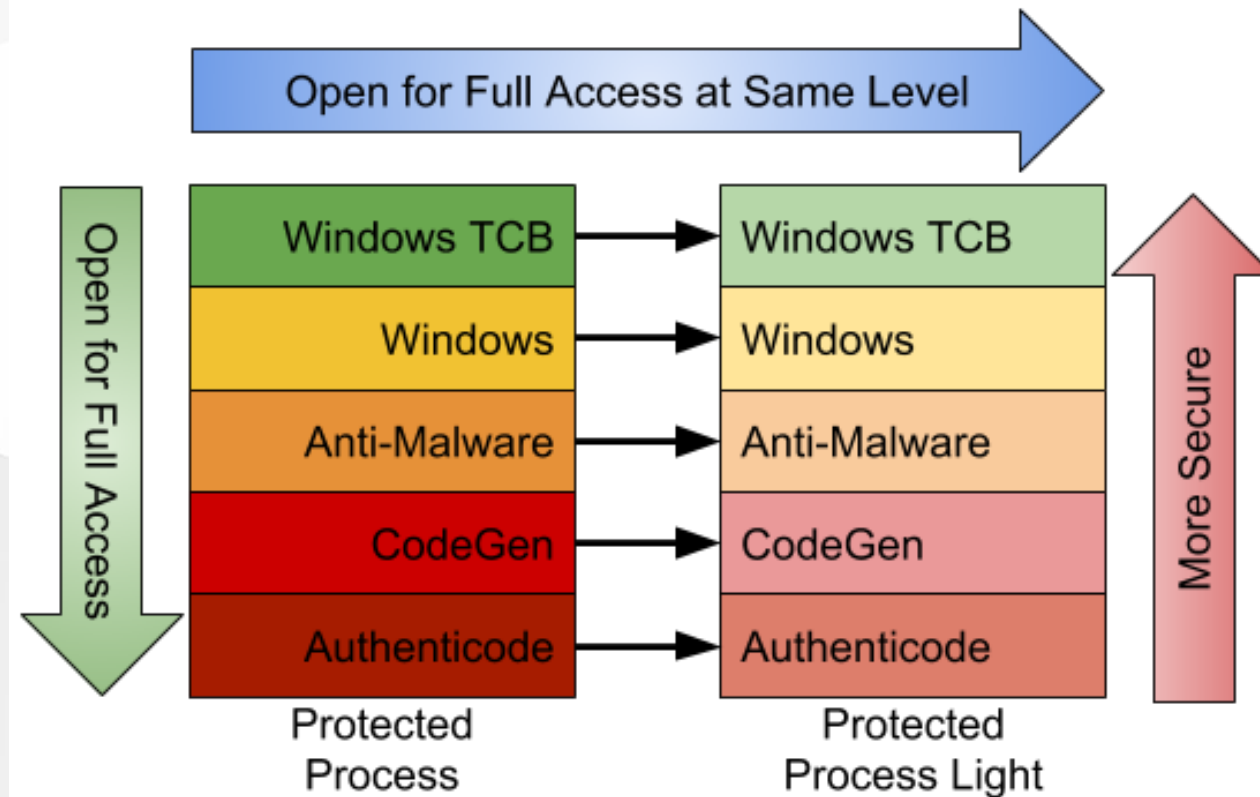 Open for Full Access at Same Level
Open for Full Access
Windows TCB
Windows TCB
Windows
Windows
Anti-Malware
Anti-Malware
CodeGen
CodeGen
Authenticode
Authenticode
More Secure
Protected
Process
Protected
Process Light